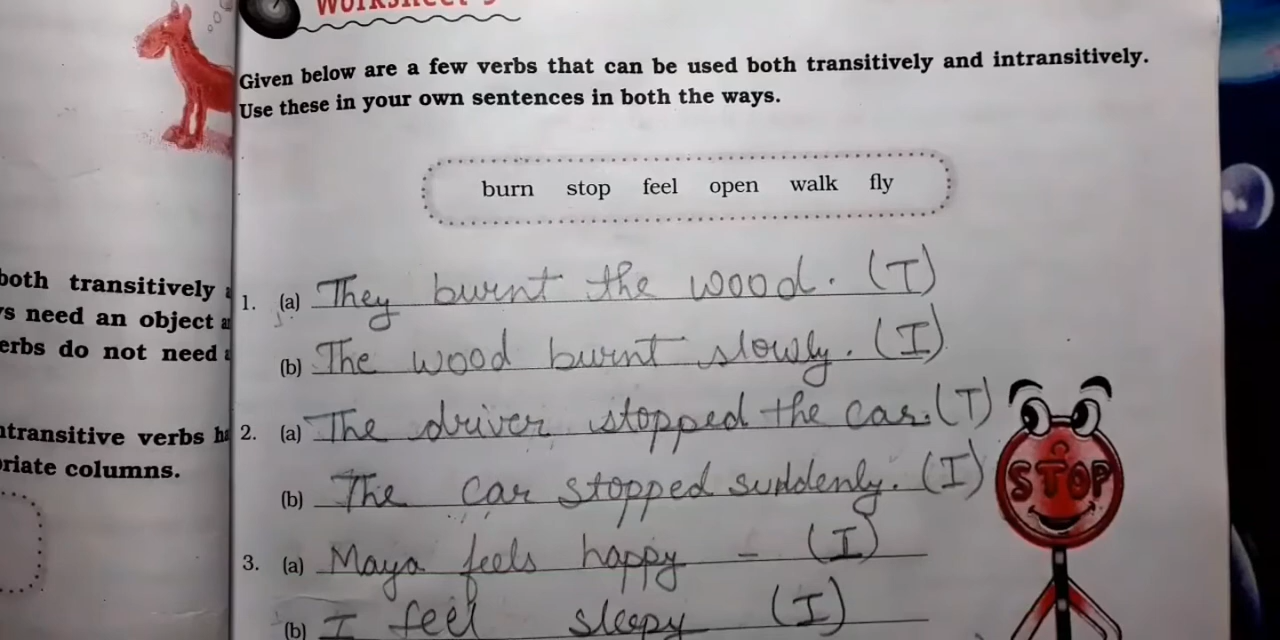 WORKSHEET
Given below are a few verbs that can be used both transitively and intransitively.
Use these in your own sentences in both the ways.
burn stop feel open walk fly
both transitively
s need an object
erbs do not need
ntransitive verbs
riate columns.
1. (a) They burnt the wood. (T)
(b) The wood burnt slowly. (I)
2. (a) The driver stopped the car. (T)
(b) The car stopped suddenly. (I)
STOP
3. (a) Maya feels happy - (I)
(b) I feel sleepy (I)